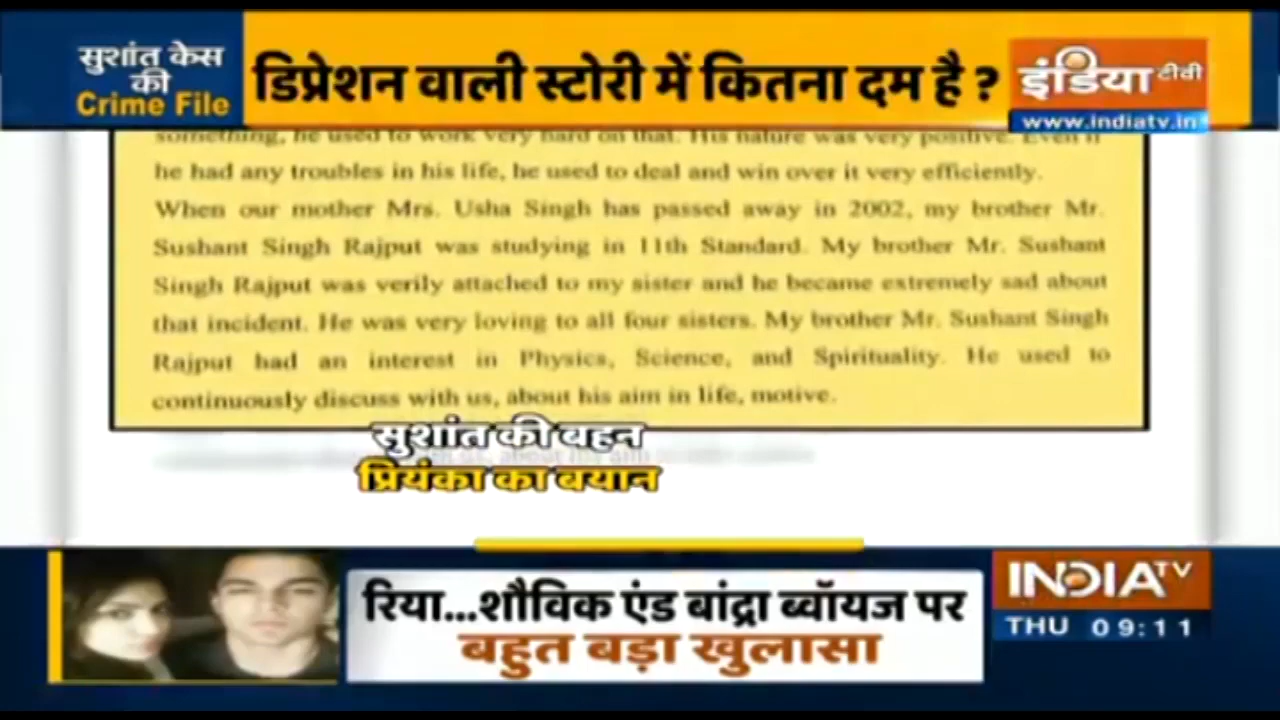 सुशांत केस
की
Crime File
डिप्रेशन वाली स्टोरी में कितना दम है ?
इंडिया टीवी
www.indiatv.in
something, he used to work very hard on that. His nature was very positive. Even if
he had any troubles in his life, he used to deal and win over it very efficiently.
When our mother Mrs. Usha Singh has passed away in 2002, my brother Mr.
Sushant Singh Rajput was studying in 11th Standard. My brother Mr. Sushant
Singh Rajput was verily attached to my sister and he became extremely sad about
that incident. He was very loving to all four sisters. My brother Mr. Sushant Singh
Rajput had an interest in Physics, Science, and Spirituality. He used to
continuously discuss with us, about his aim in life, motive.
सुशांत की बहन
प्रियंका का बयान
रिया...शौविक एंड बांद्रा ब्वॉयज पर
बहुत बड़ा खुलासा
INDIA TV
THU 09:11